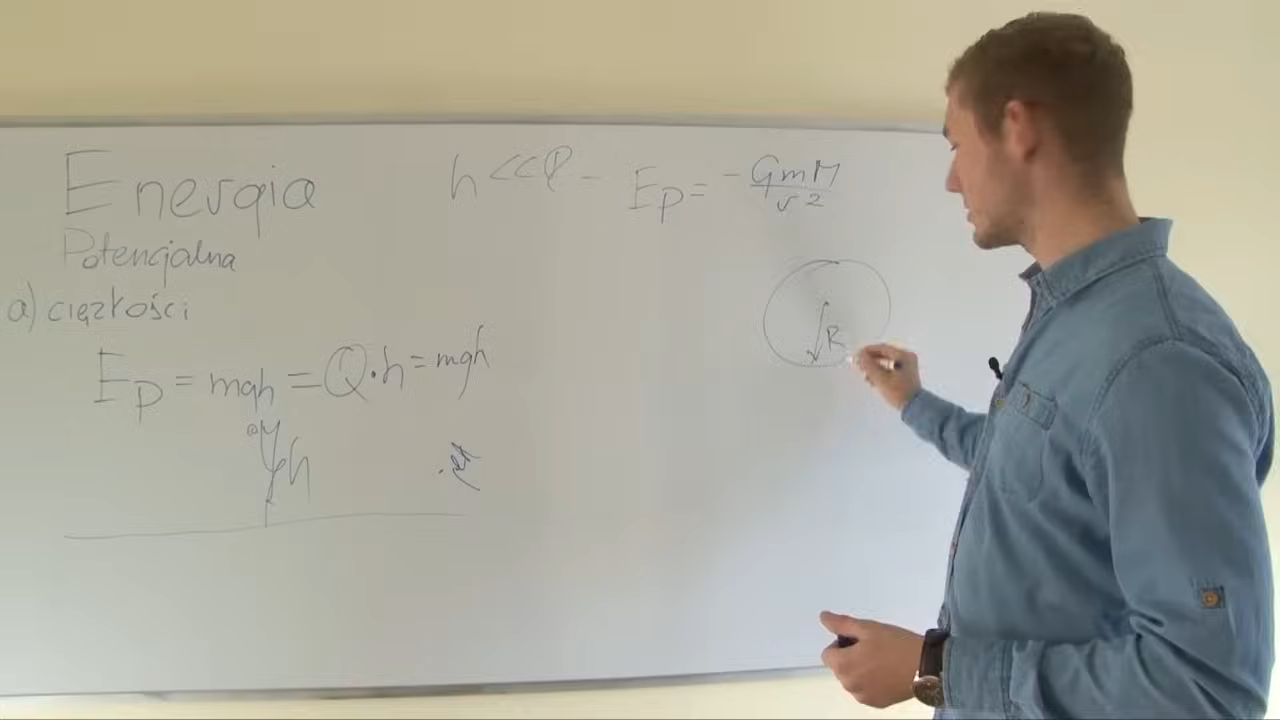 Energia
Potencjalna
a) ciężkości
Ep = mgh = Q·h = mgh
h
h <<
Ep = - GmM / r²
R